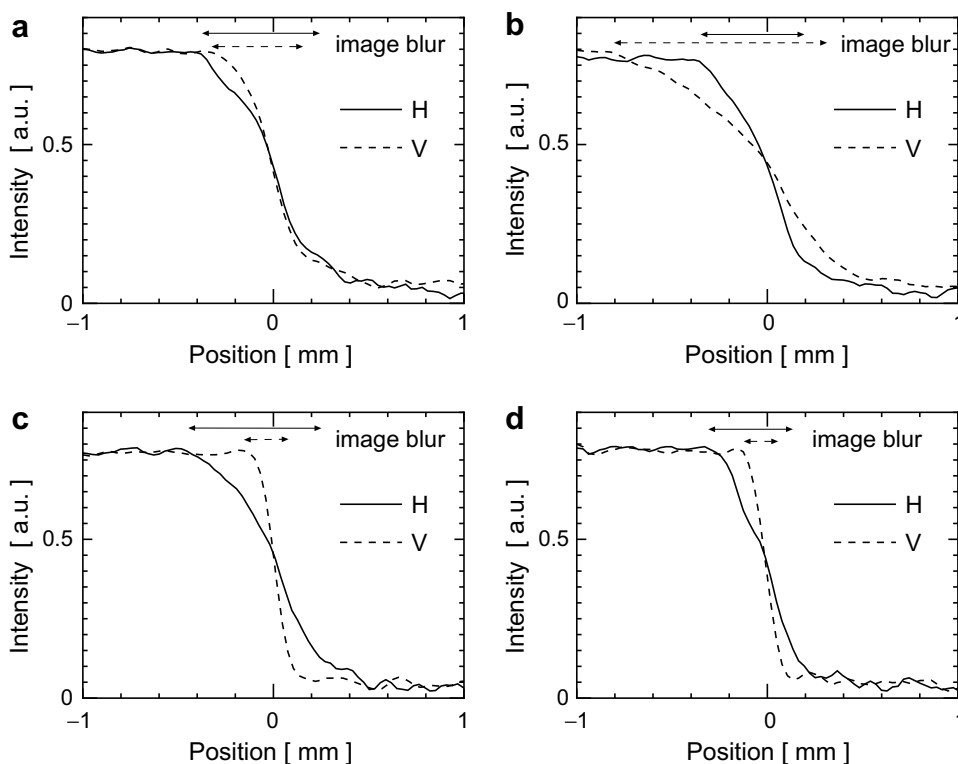 a
image blur
H
V
0.5
0
Intensity [ a.u. ]
−1
0
1
Position [ mm ]
b
image blur
H
V
0.5
0
Intensity [ a.u. ]
−1
0
1
Position [ mm ]
c
image blur
H
V
0.5
0
Intensity [ a.u. ]
−1
0
1
Position [ mm ]
d
image blur
H
V
0.5
0
Intensity [ a.u. ]
−1
0
1
Position [ mm ]